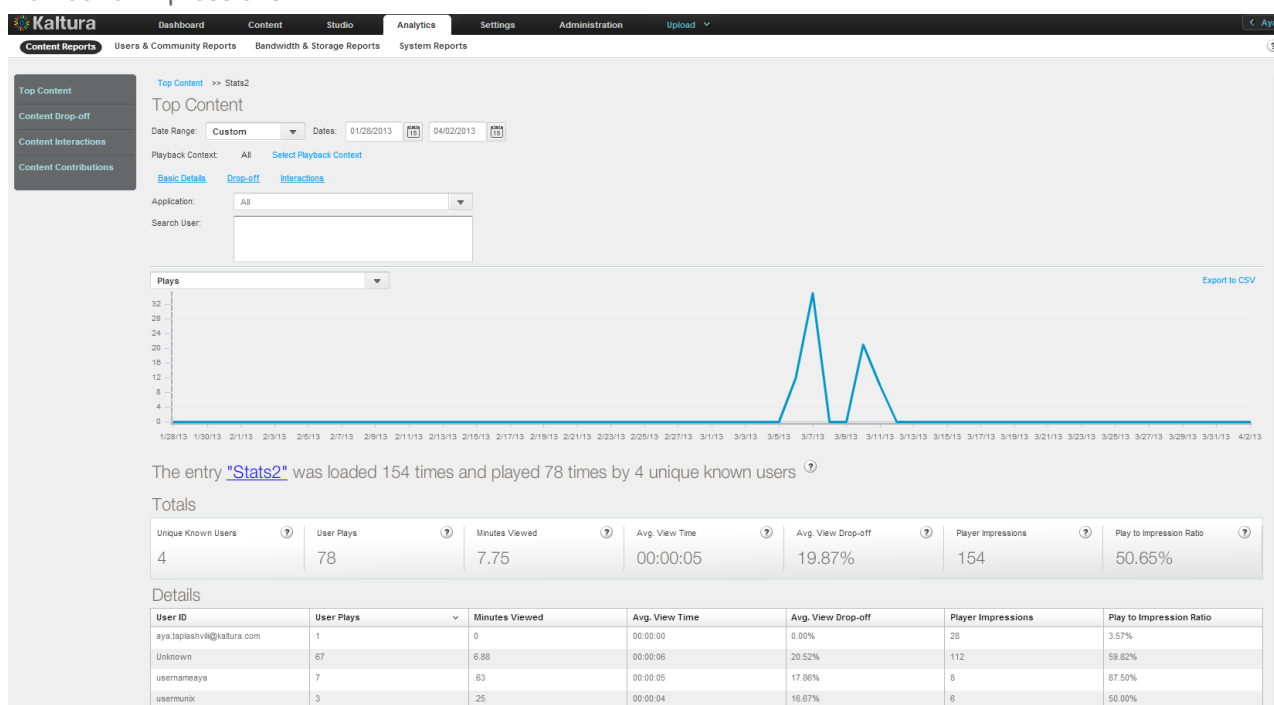 Kaltura Dashboard Content Studio Analytics Settings Administration Upload
Content Reports Users & Community Reports Bandwidth & Storage Reports System Reports
Top Content
Content Drop-off
Content Interactions
Content Contributions
Top Content >> Stats2
Top Content
Date Range: Custom Dates: 01/28/2013 15 04/02/2013 15
Playback Context: All Select Playback Context
Basic Details Drop-off Interactions
Application: All
Search User:
Plays Export to CSV
32
28
24
20
16
12
8
4
0
1/28/13 1/30/13 2/1/13 2/3/13 2/5/13 2/7/13 2/9/13 2/11/13 2/13/13 2/15/13 2/17/13 2/19/13 2/21/13 2/23/13 2/25/13 2/27/13 3/1/13 3/3/13 3/5/13 3/7/13 3/9/13 3/11/13 3/13/13 3/15/13 3/17/13 3/19/13 3/21/13 3/23/13 3/25/13 3/27/13 3/29/13 3/31/13 4/2/13
The entry "Stats2" was loaded 154 times and played 78 times by 4 unique known users ?
Totals
Unique Known Users ? User Plays ? Minutes Viewed ? Avg. View Time ? Avg. View Drop-off ? Player Impressions ? Play to Impression Ratio ?
4 78 7.75 00:00:05 19.87% 154 50.65%
Details
User ID User Plays Minutes Viewed Avg. View Time Avg. View Drop-off Player Impressions Play to Impression Ratio
aya.taplashvili@kaltura.com 1 0 00:00:00 0.00% 28 3.57%
Unknown 67 6.88 00:00:06 20.52% 112 59.82%
usernameaya 7 .63 00:00:05 17.86% 8 87.50%
usermunix 3 .25 00:00:04 16.67% 6 50.00%